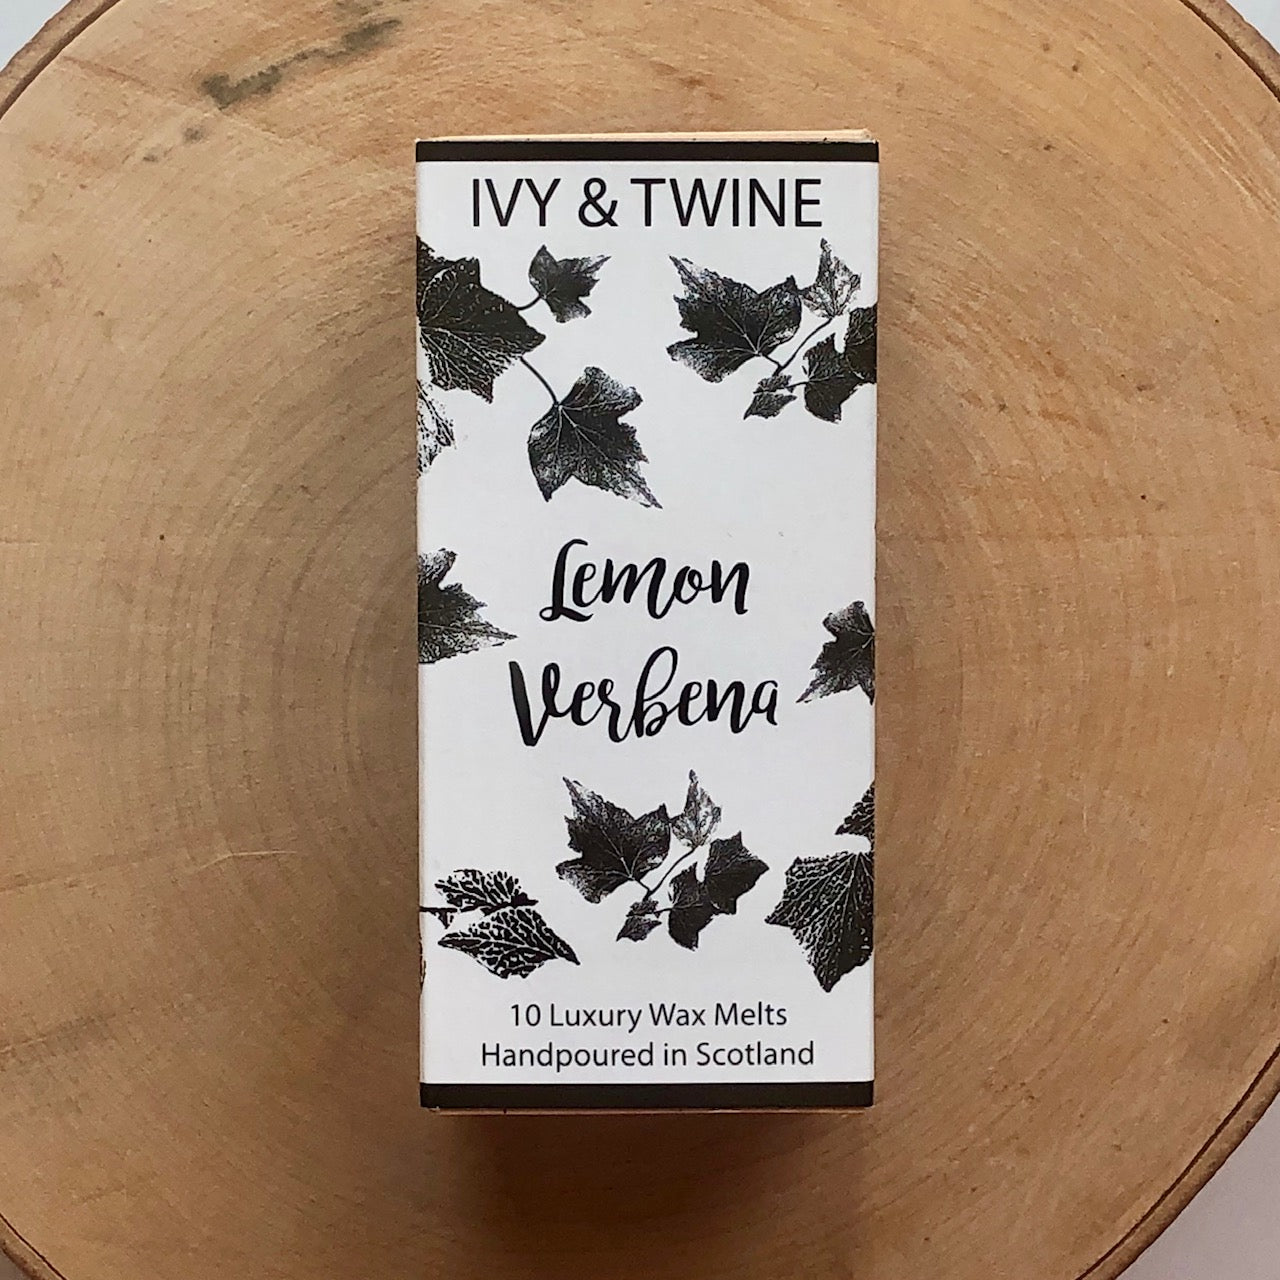 IVY & TWINE
Lemon
Verbena
10 Luxury Wax Melts
Handpoured in Scotland